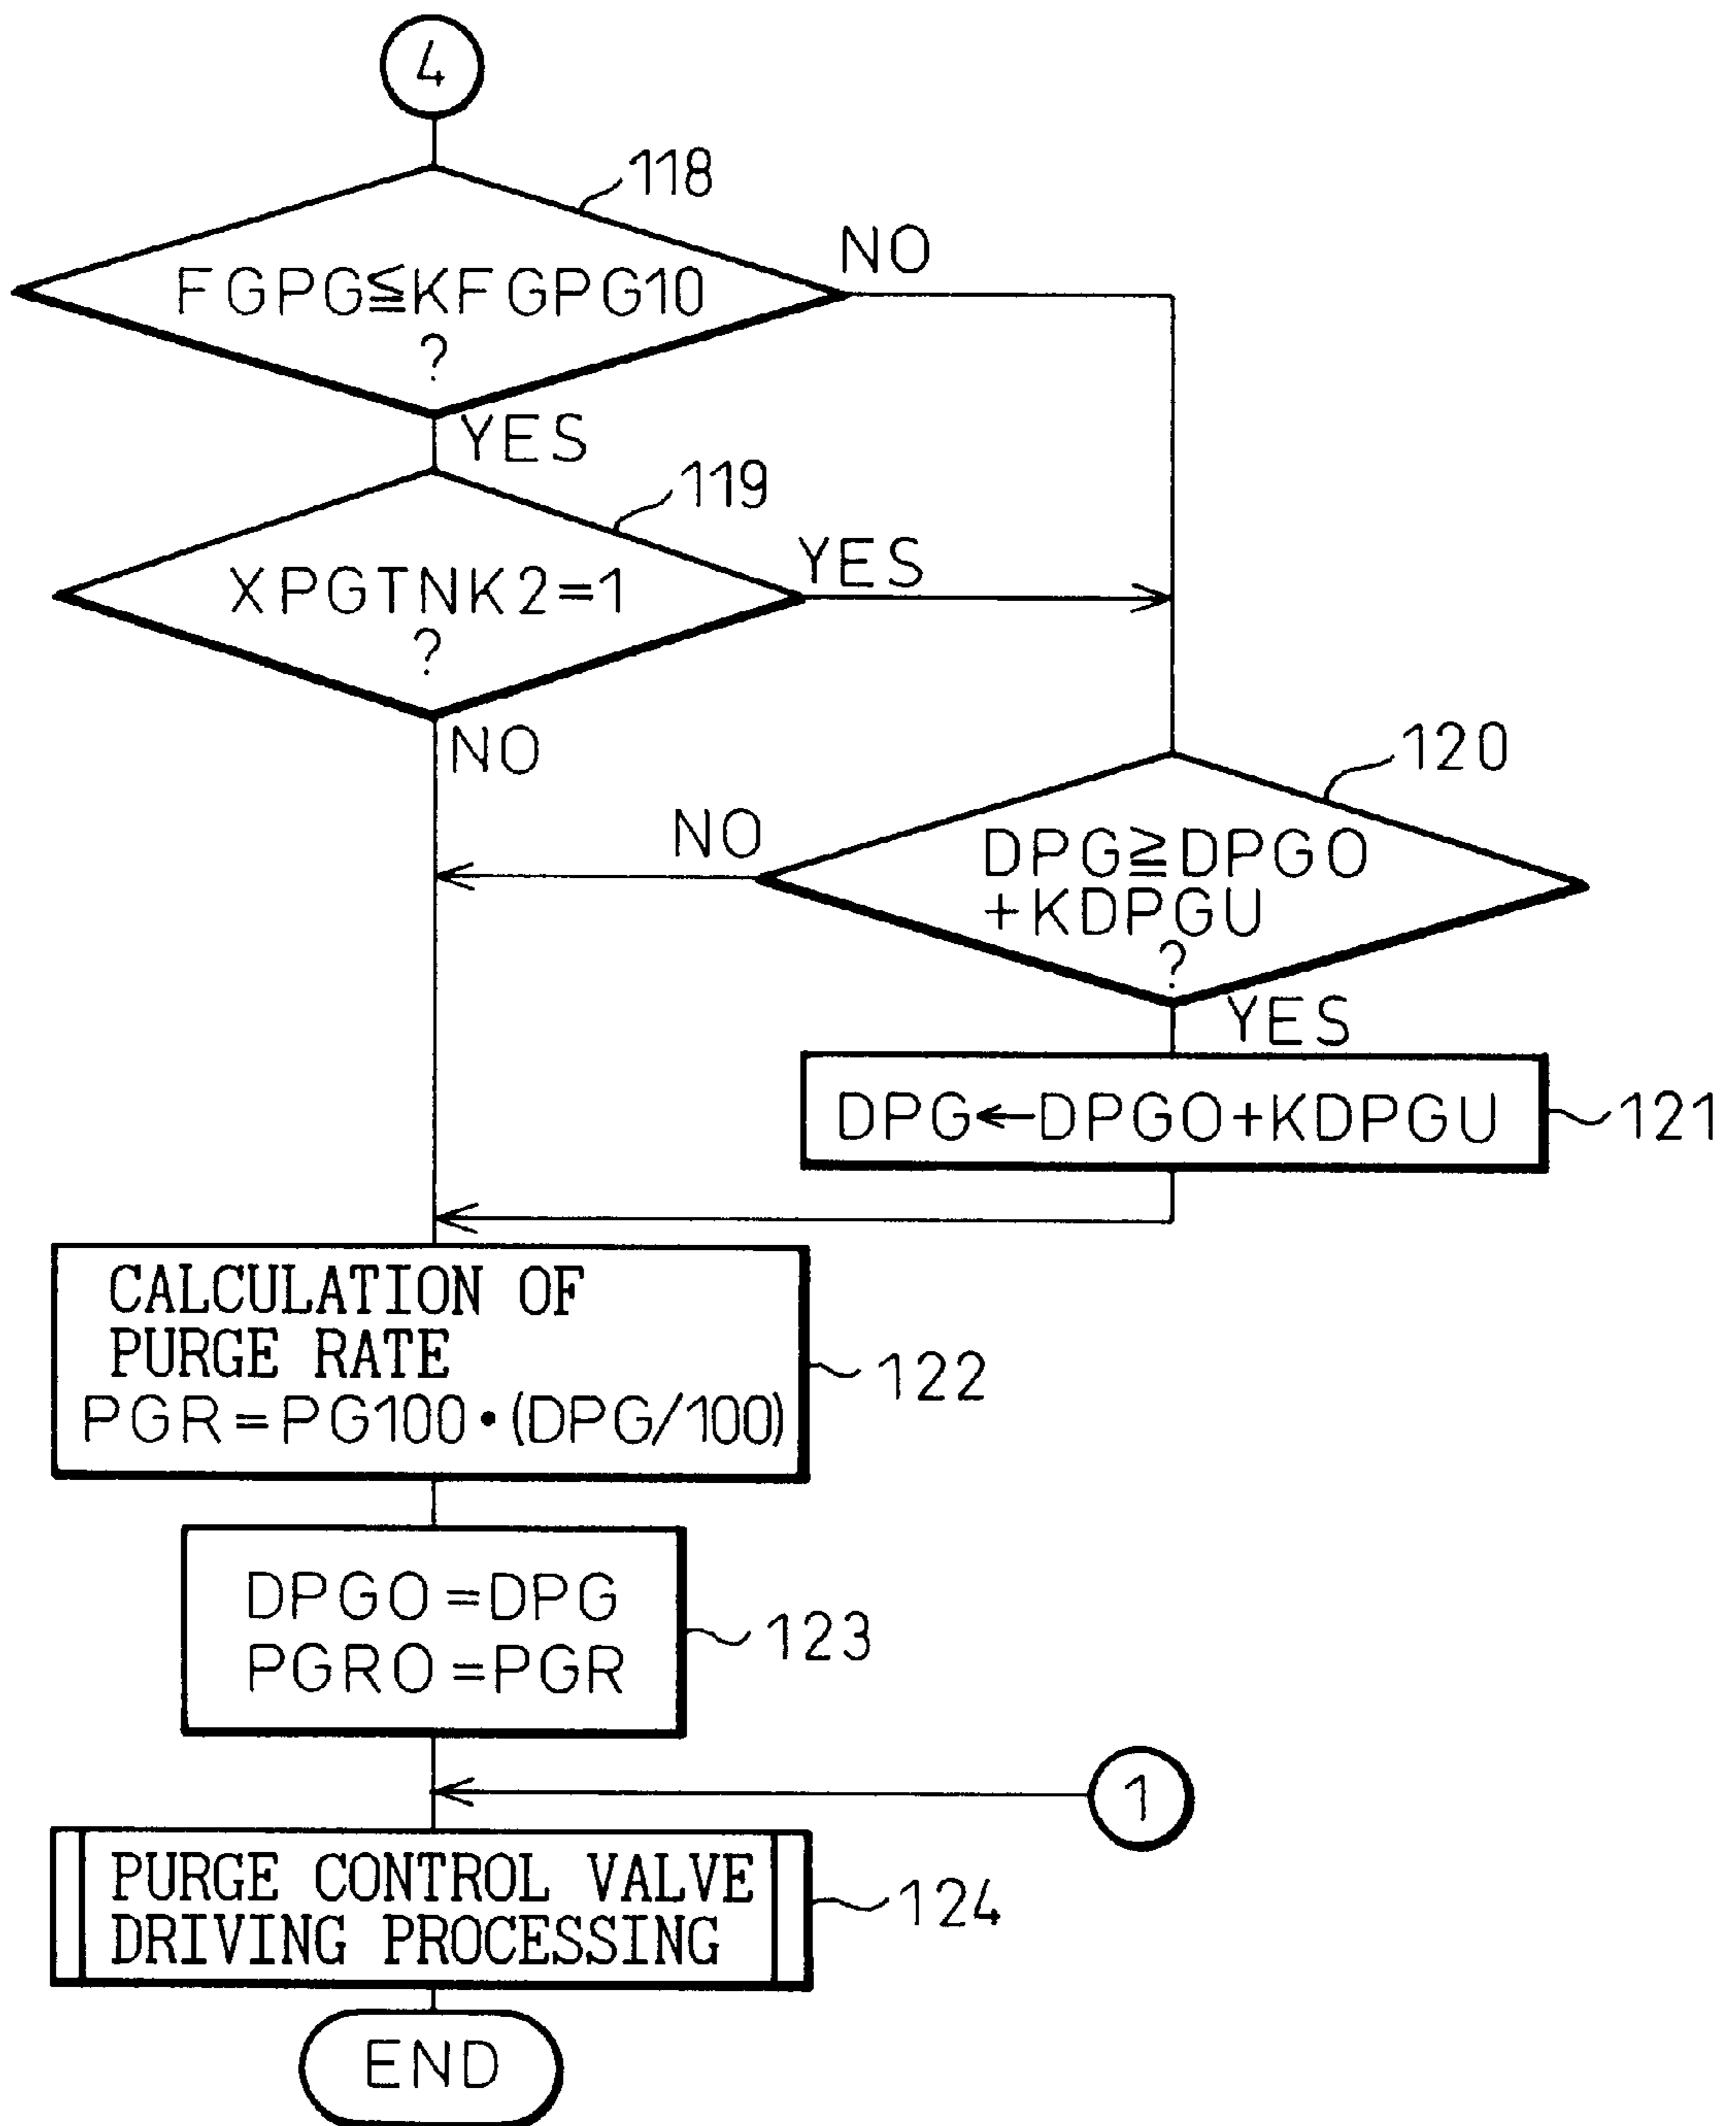 4
118
FGPG≦KFGPG10
?
NO
YES
119
XPGTNK2=1
?
YES
NO
120
DPG≧DPGO
+KDPGU
?
NO
YES
DPG←DPGO+KDPGU
121
CALCULATION OF
PURGE RATE
PGR=PG100•(DPG/100)
122
DPGO=DPG
PGRO=PGR
123
1
PURGE CONTROL VALVE
DRIVING PROCESSING
124
END